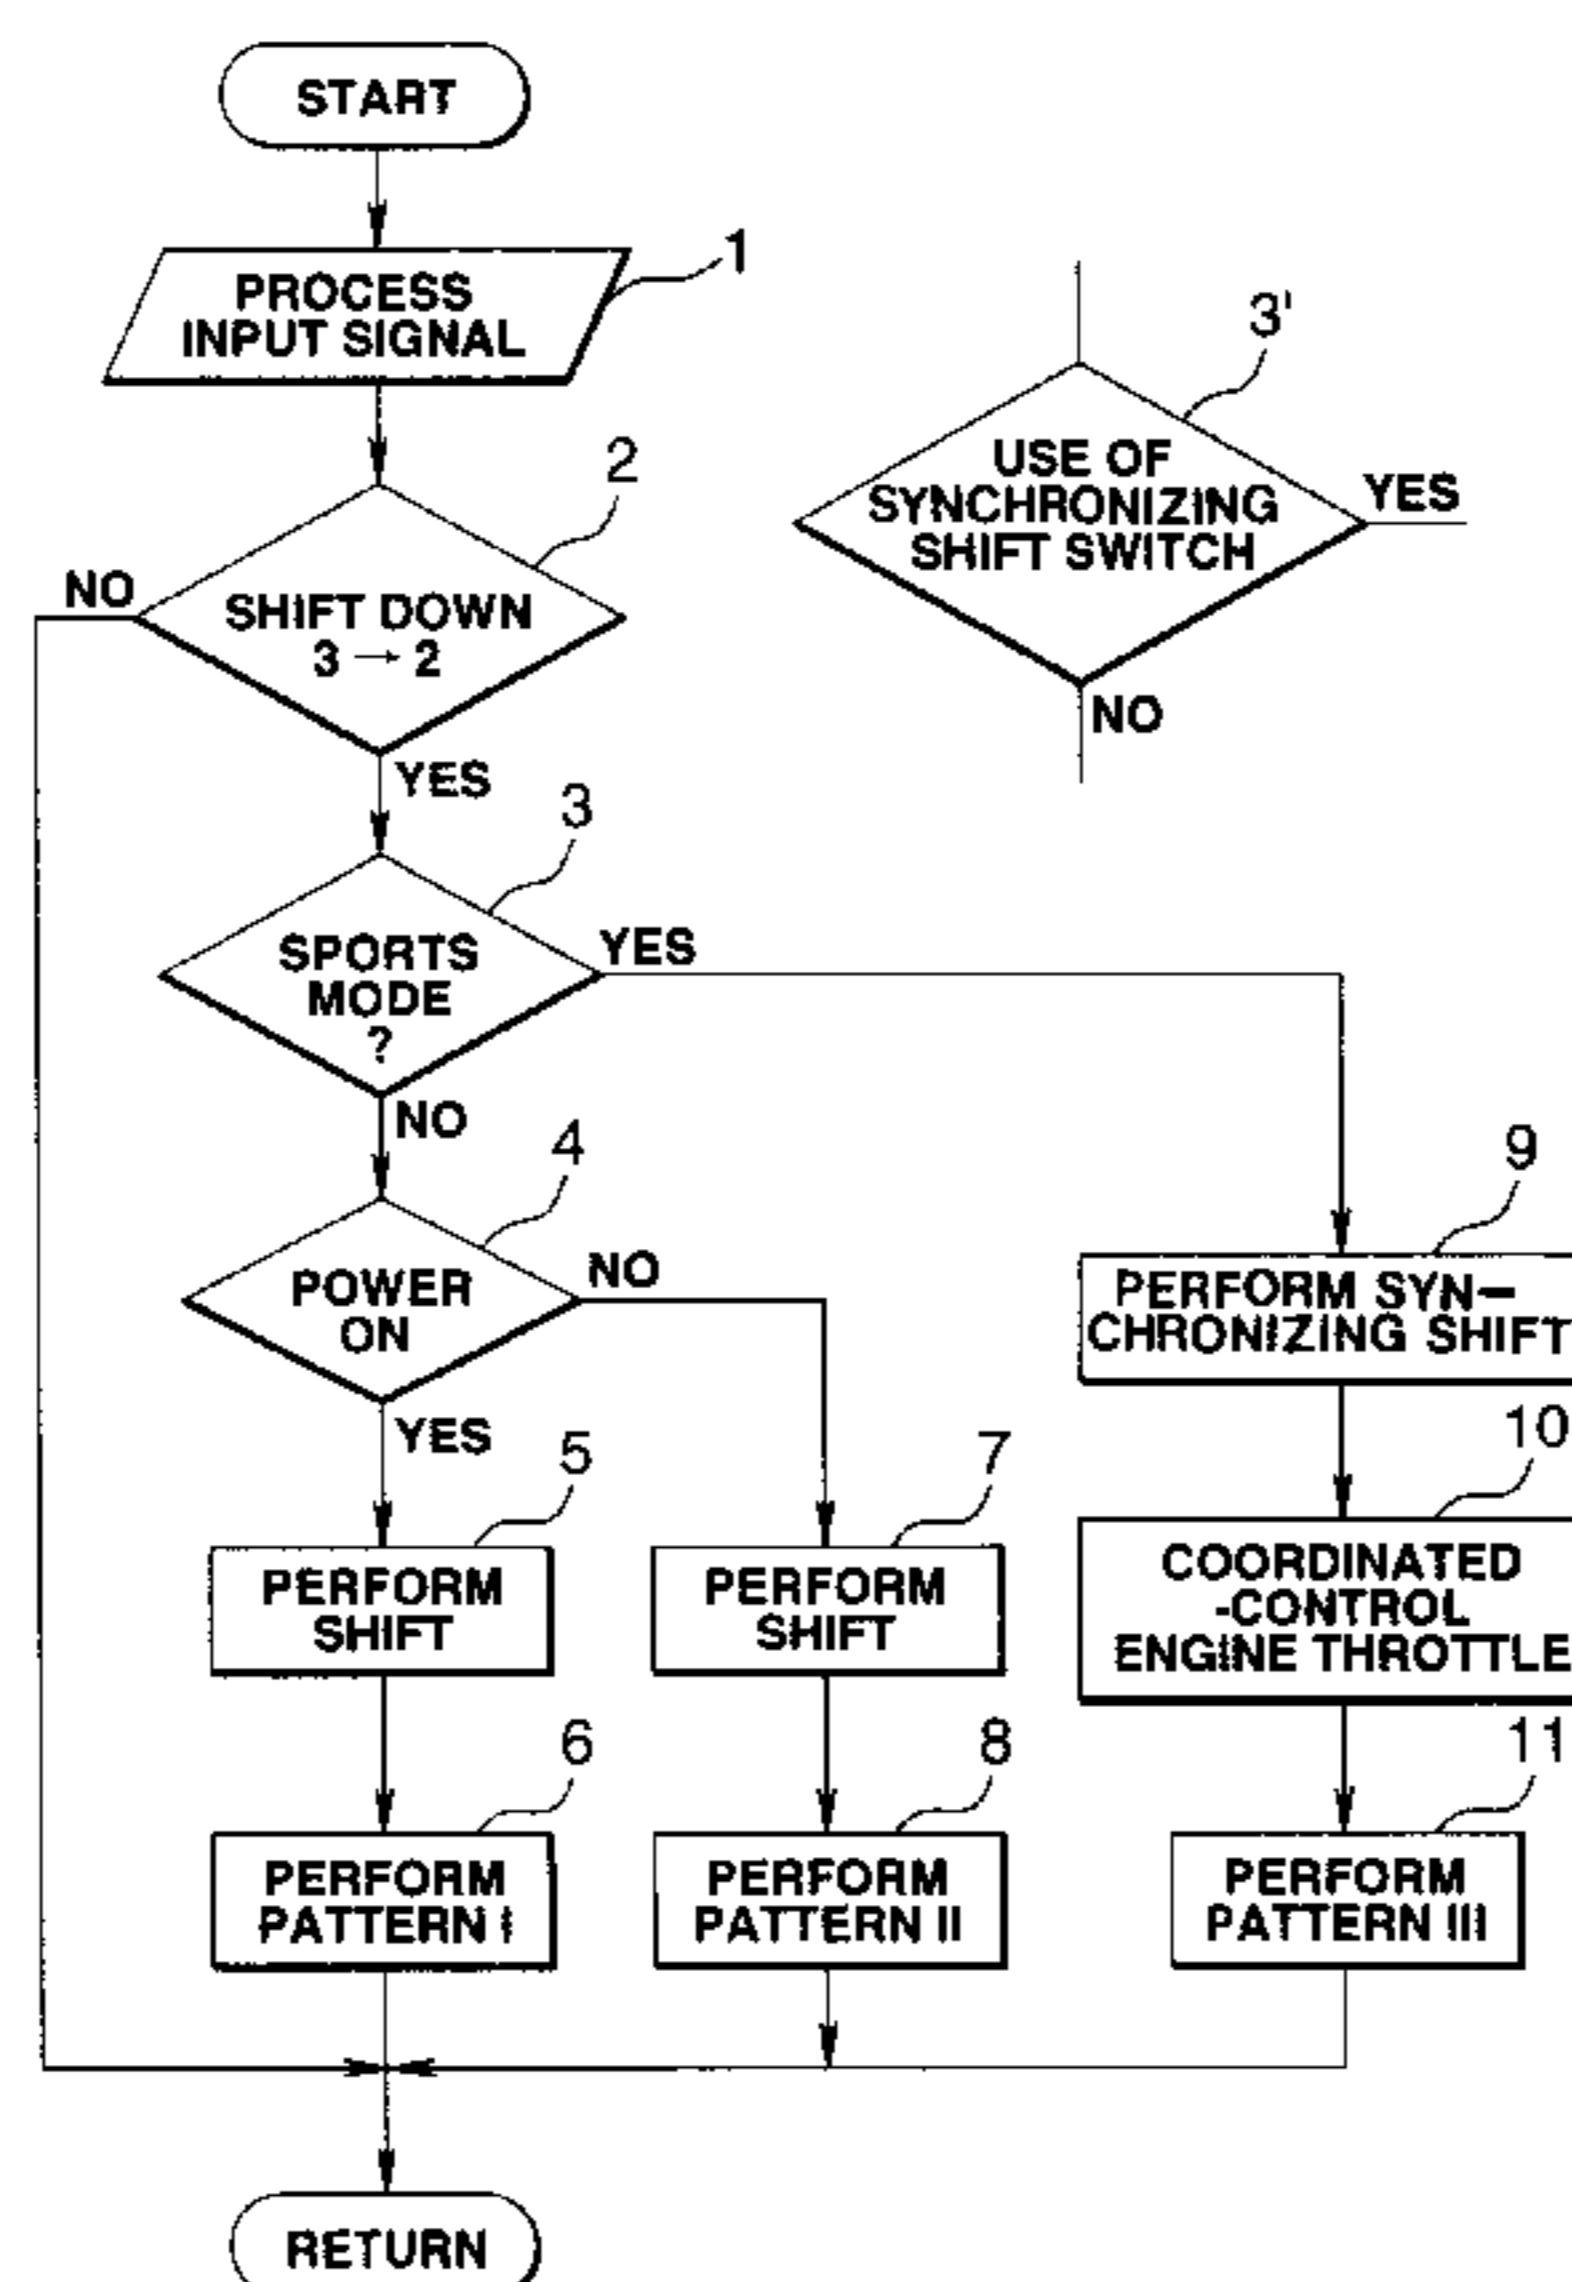 START
1
PROCESS
INPUT SIGNAL
2
NO
SHIFT DOWN
3 → 2
YES
3'
USE OF
SYNCHRONIZING
SHIFT SWITCH
YES
NO
3
SPORTS
MODE
?
YES
NO
4
POWER
ON
NO
YES
5
PERFORM
SHIFT
7
PERFORM
SHIFT
9
PERFORM SYN-
CHRONIZING SHIFT
10
COORDINATED
-CONTROL
ENGINE THROTTLE
6
PERFORM
PATTERN I
8
PERFORM
PATTERN II
11
PERFORM
PATTERN III
RETURN